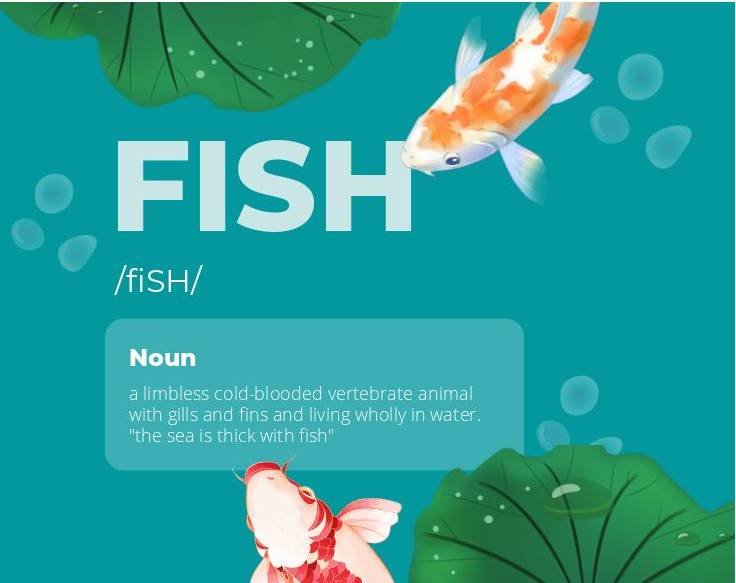 FISH
/fiSH/
Noun
a limbless cold-blooded vertebrate animal
with gills and fins and living wholly in water.
"the sea is thick with fish"